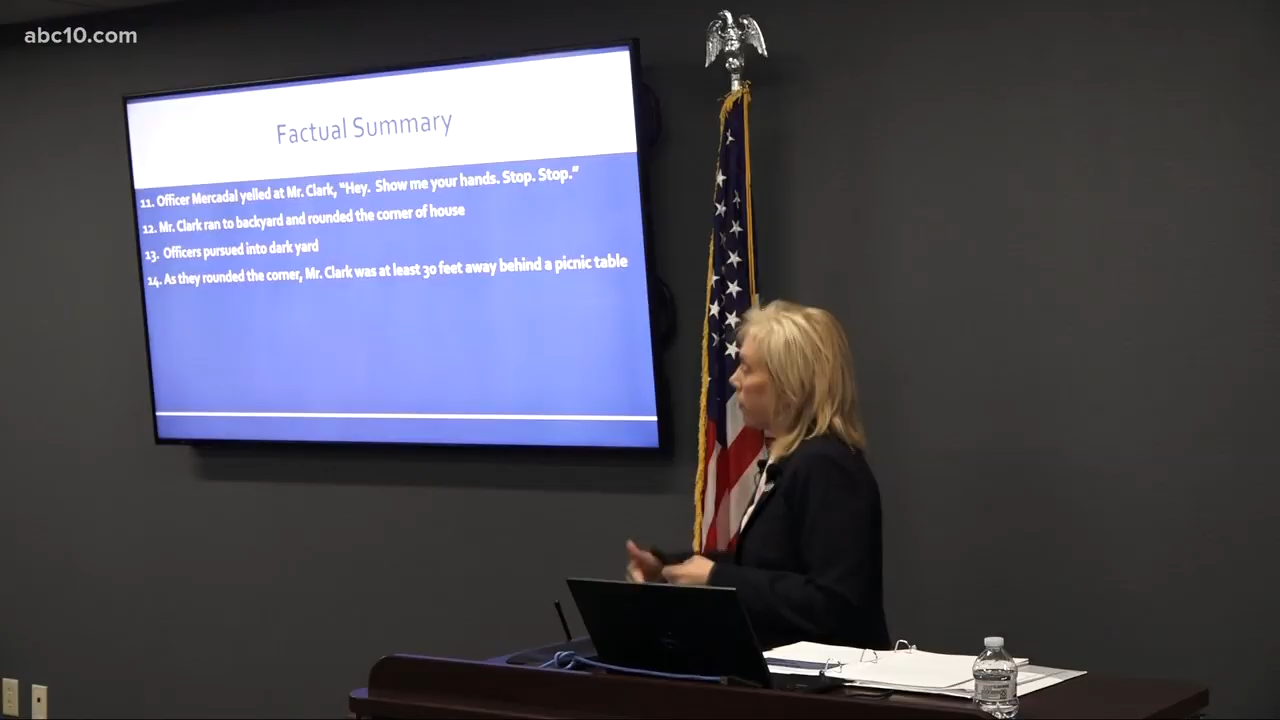 abc10.com
Factual Summary
11. Officer Mercadal yelled at Mr. Clark, "Hey. Show me your hands. Stop. Stop."
12. Mr. Clark ran to backyard and rounded the corner of house
13. Officers pursued into dark yard
14. As they rounded the corner, Mr. Clark was at least 30 feet away behind a picnic table